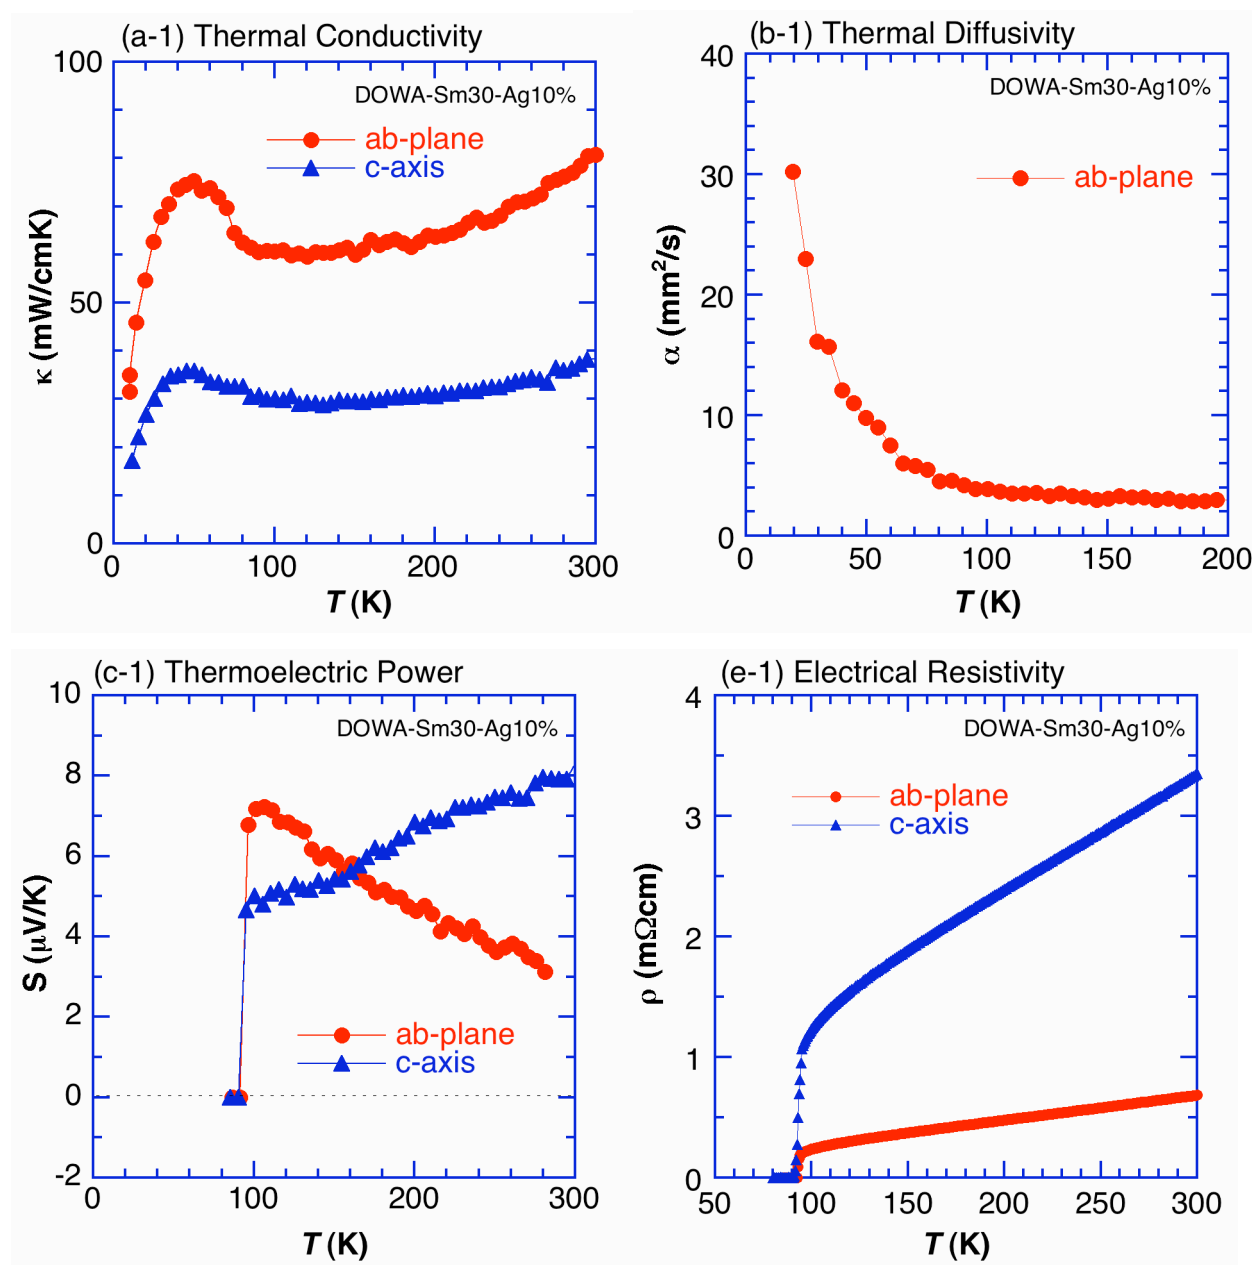 (a-1) Thermal Conductivity
100
DOWA-Sm30-Ag10%
ab-plane
c-axis
κ (mW/cmK)
50
0
0 100 200 300
T (K)
(b-1) Thermal Diffusivity
40
DOWA-Sm30-Ag10%
ab-plane
30
α (mm²/s)
20
10
0
0 50 100 150 200
T (K)
(c-1) Thermoelectric Power
10
DOWA-Sm30-Ag10%
8
6
S (μV/K)
4
2
ab-plane
c-axis
0
-2
0 100 200 300
T (K)
(e-1) Electrical Resistivity
4
DOWA-Sm30-Ag10%
ab-plane
c-axis
3
ρ (mΩcm)
2
1
0
50 100 150 200 250 300
T (K)